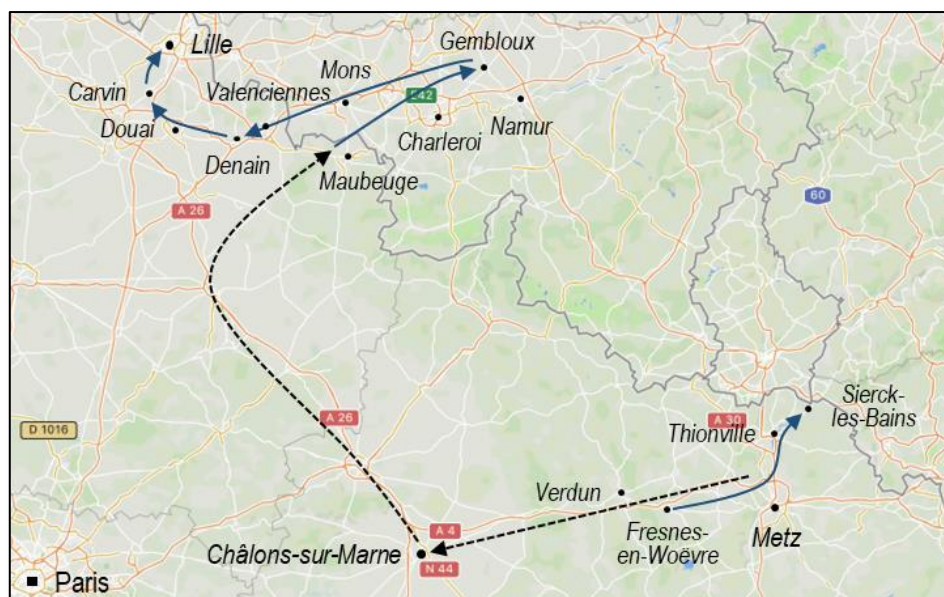 Lille
Gembloux
Mons
Carvin
Valenciennes
E42
Douai
Charleroi
Namur
Denain
Maubeuge
A 26
60
A 26
D 1016
A 30
Sierck-
les-Bains
Thionville
Verdun
A 4
Fresnes-
en-Woëvre
Metz
Châlons-sur-Marne
N 44
Paris